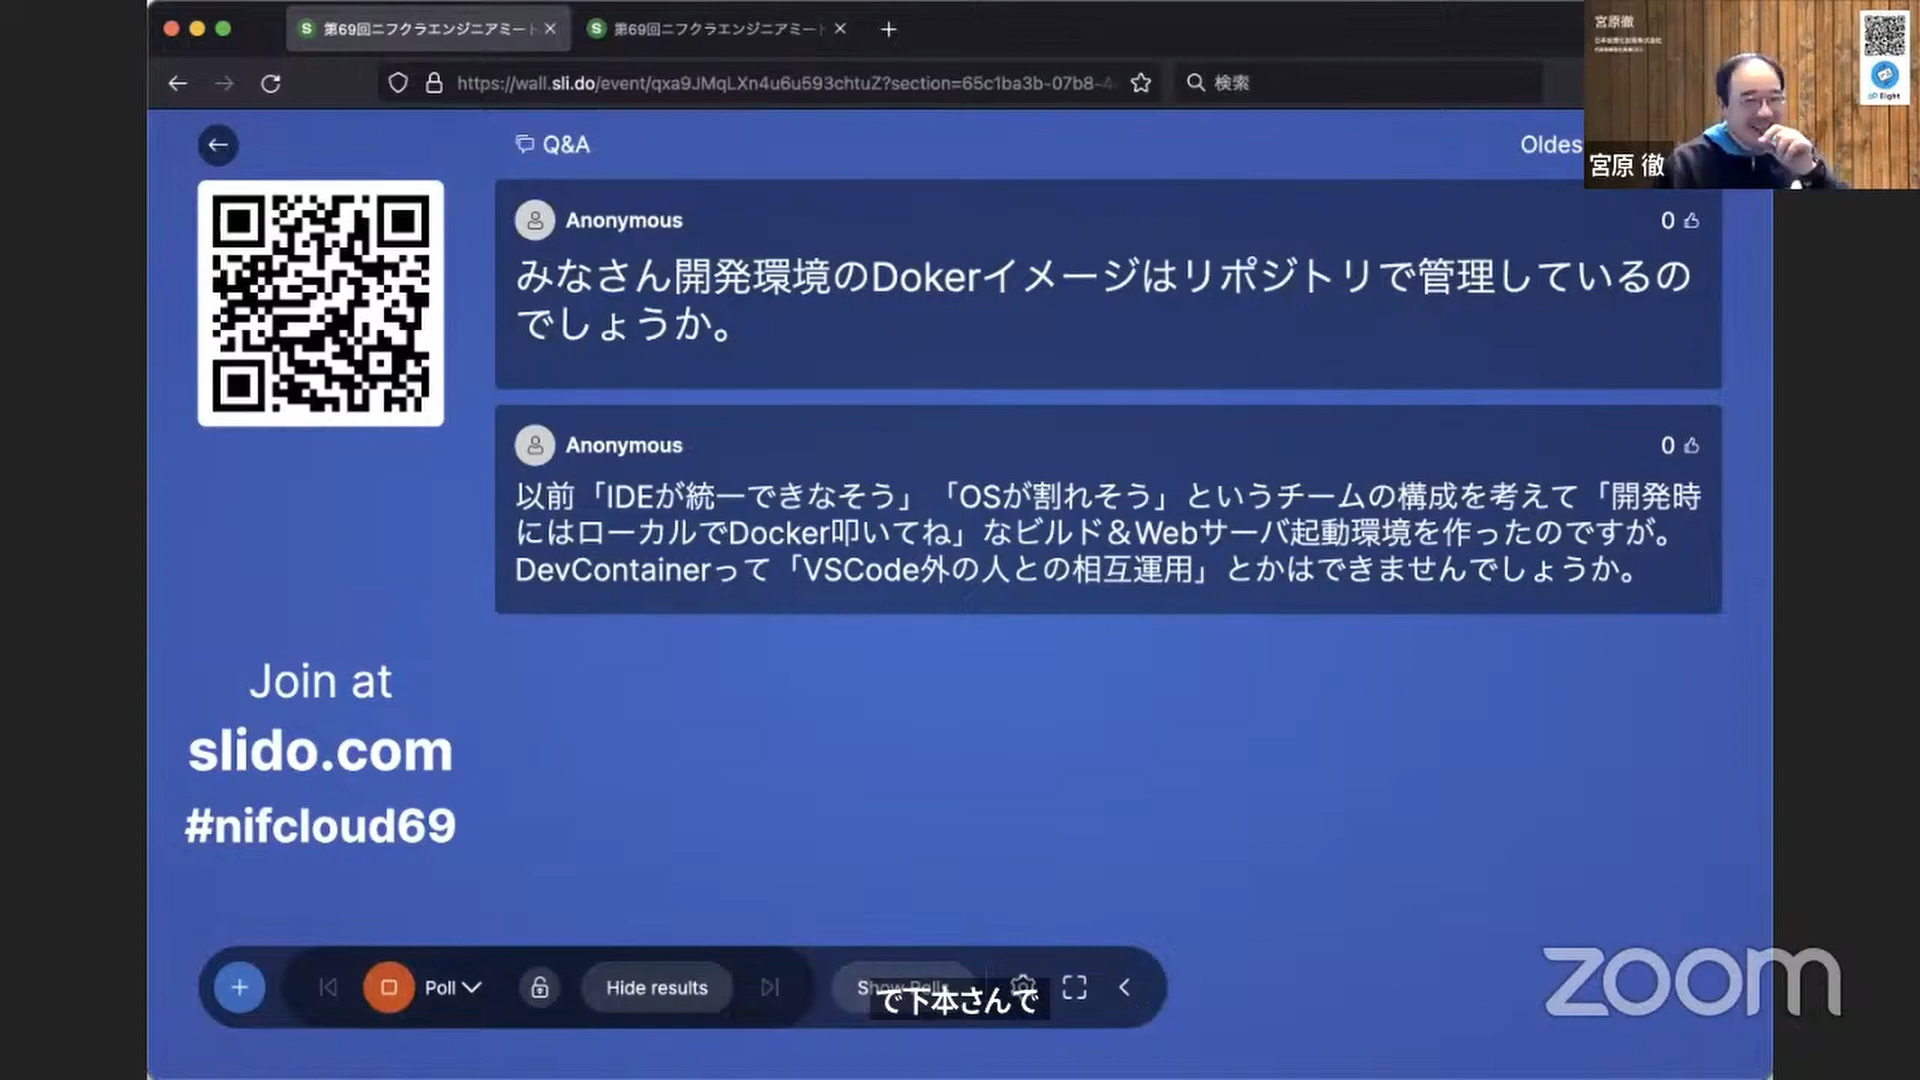 第69回ニフクラエンジニアミート
第69回ニフクラエンジニアミート
https://wall.sli.do/event/qxa9JMqLXn4u6u593chtuZ?section=65c1ba3b-07b8-4
検索
宮原徹
宮原 徹
Q&A
Oldes
Anonymous
0
みなさん開発環境のDokerイメージはリポジトリで管理しているの
でしょうか。
Anonymous
0
以前「IDEが統一できなそう」「OSが割れそう」というチームの構成を考えて「開発時
にはローカルでDocker叩いてね」なビルド＆Webサーバ起動環境を作ったのですが。
DevContainerって「VSCode外の人との相互運用」とかはできませんでしょうか。
Join at
slido.com
#nifcloud69
Poll
Hide results
Show Polls
で下本さんで
zoom